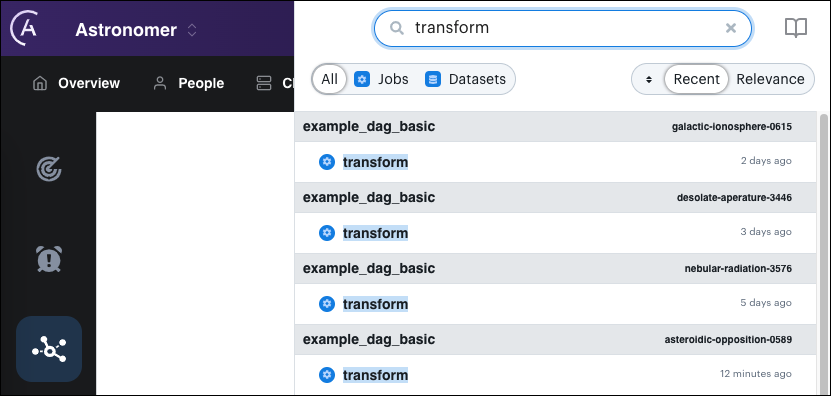 Astronomer
transform
Overview People Cl
All Jobs Datasets Recent Relevance
example_dag_basic galactic-ionosphere-0615
transform 2 days ago
example_dag_basic desolate-aperature-3446
transform 3 days ago
example_dag_basic nebular-radiation-3576
transform 5 days ago
example_dag_basic asteroidic-opposition-0589
transform 12 minutes ago